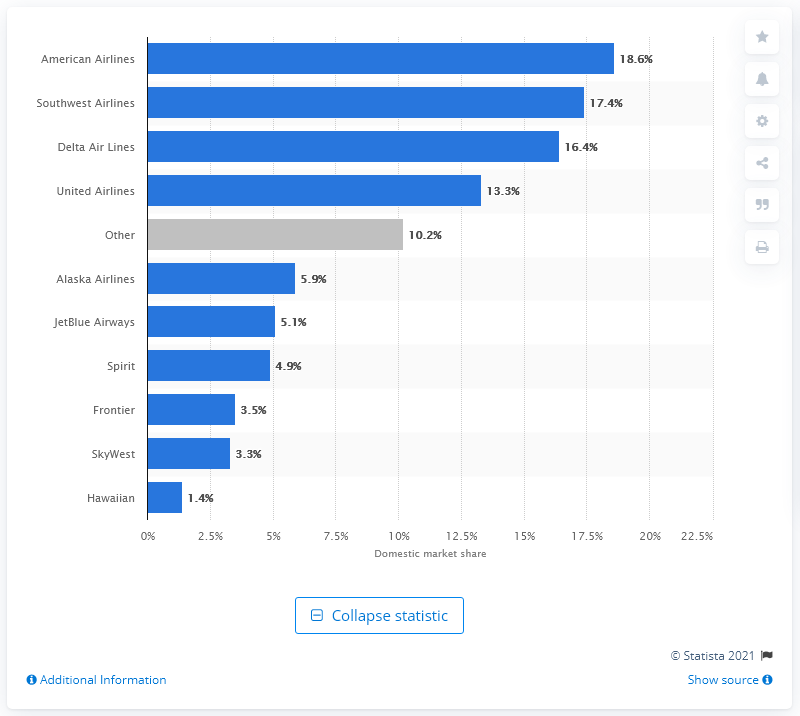 American Airlines 18.6%
Southwest Airlines 17.4%
Delta Air Lines 16.4%
United Airlines 13.3%
Other 10.2%
Alaska Airlines 5.9%
JetBlue Airways 5.1%
Spirit 4.9%
Frontier 3.5%
SkyWest 3.3%
Hawaiian 1.4%
0% 2.5% 5% 7.5% 10% 12.5% 15% 17.5% 20% 22.5%
Domestic market share
Collapse statistic
© Statista 2021
Additional Information Show source